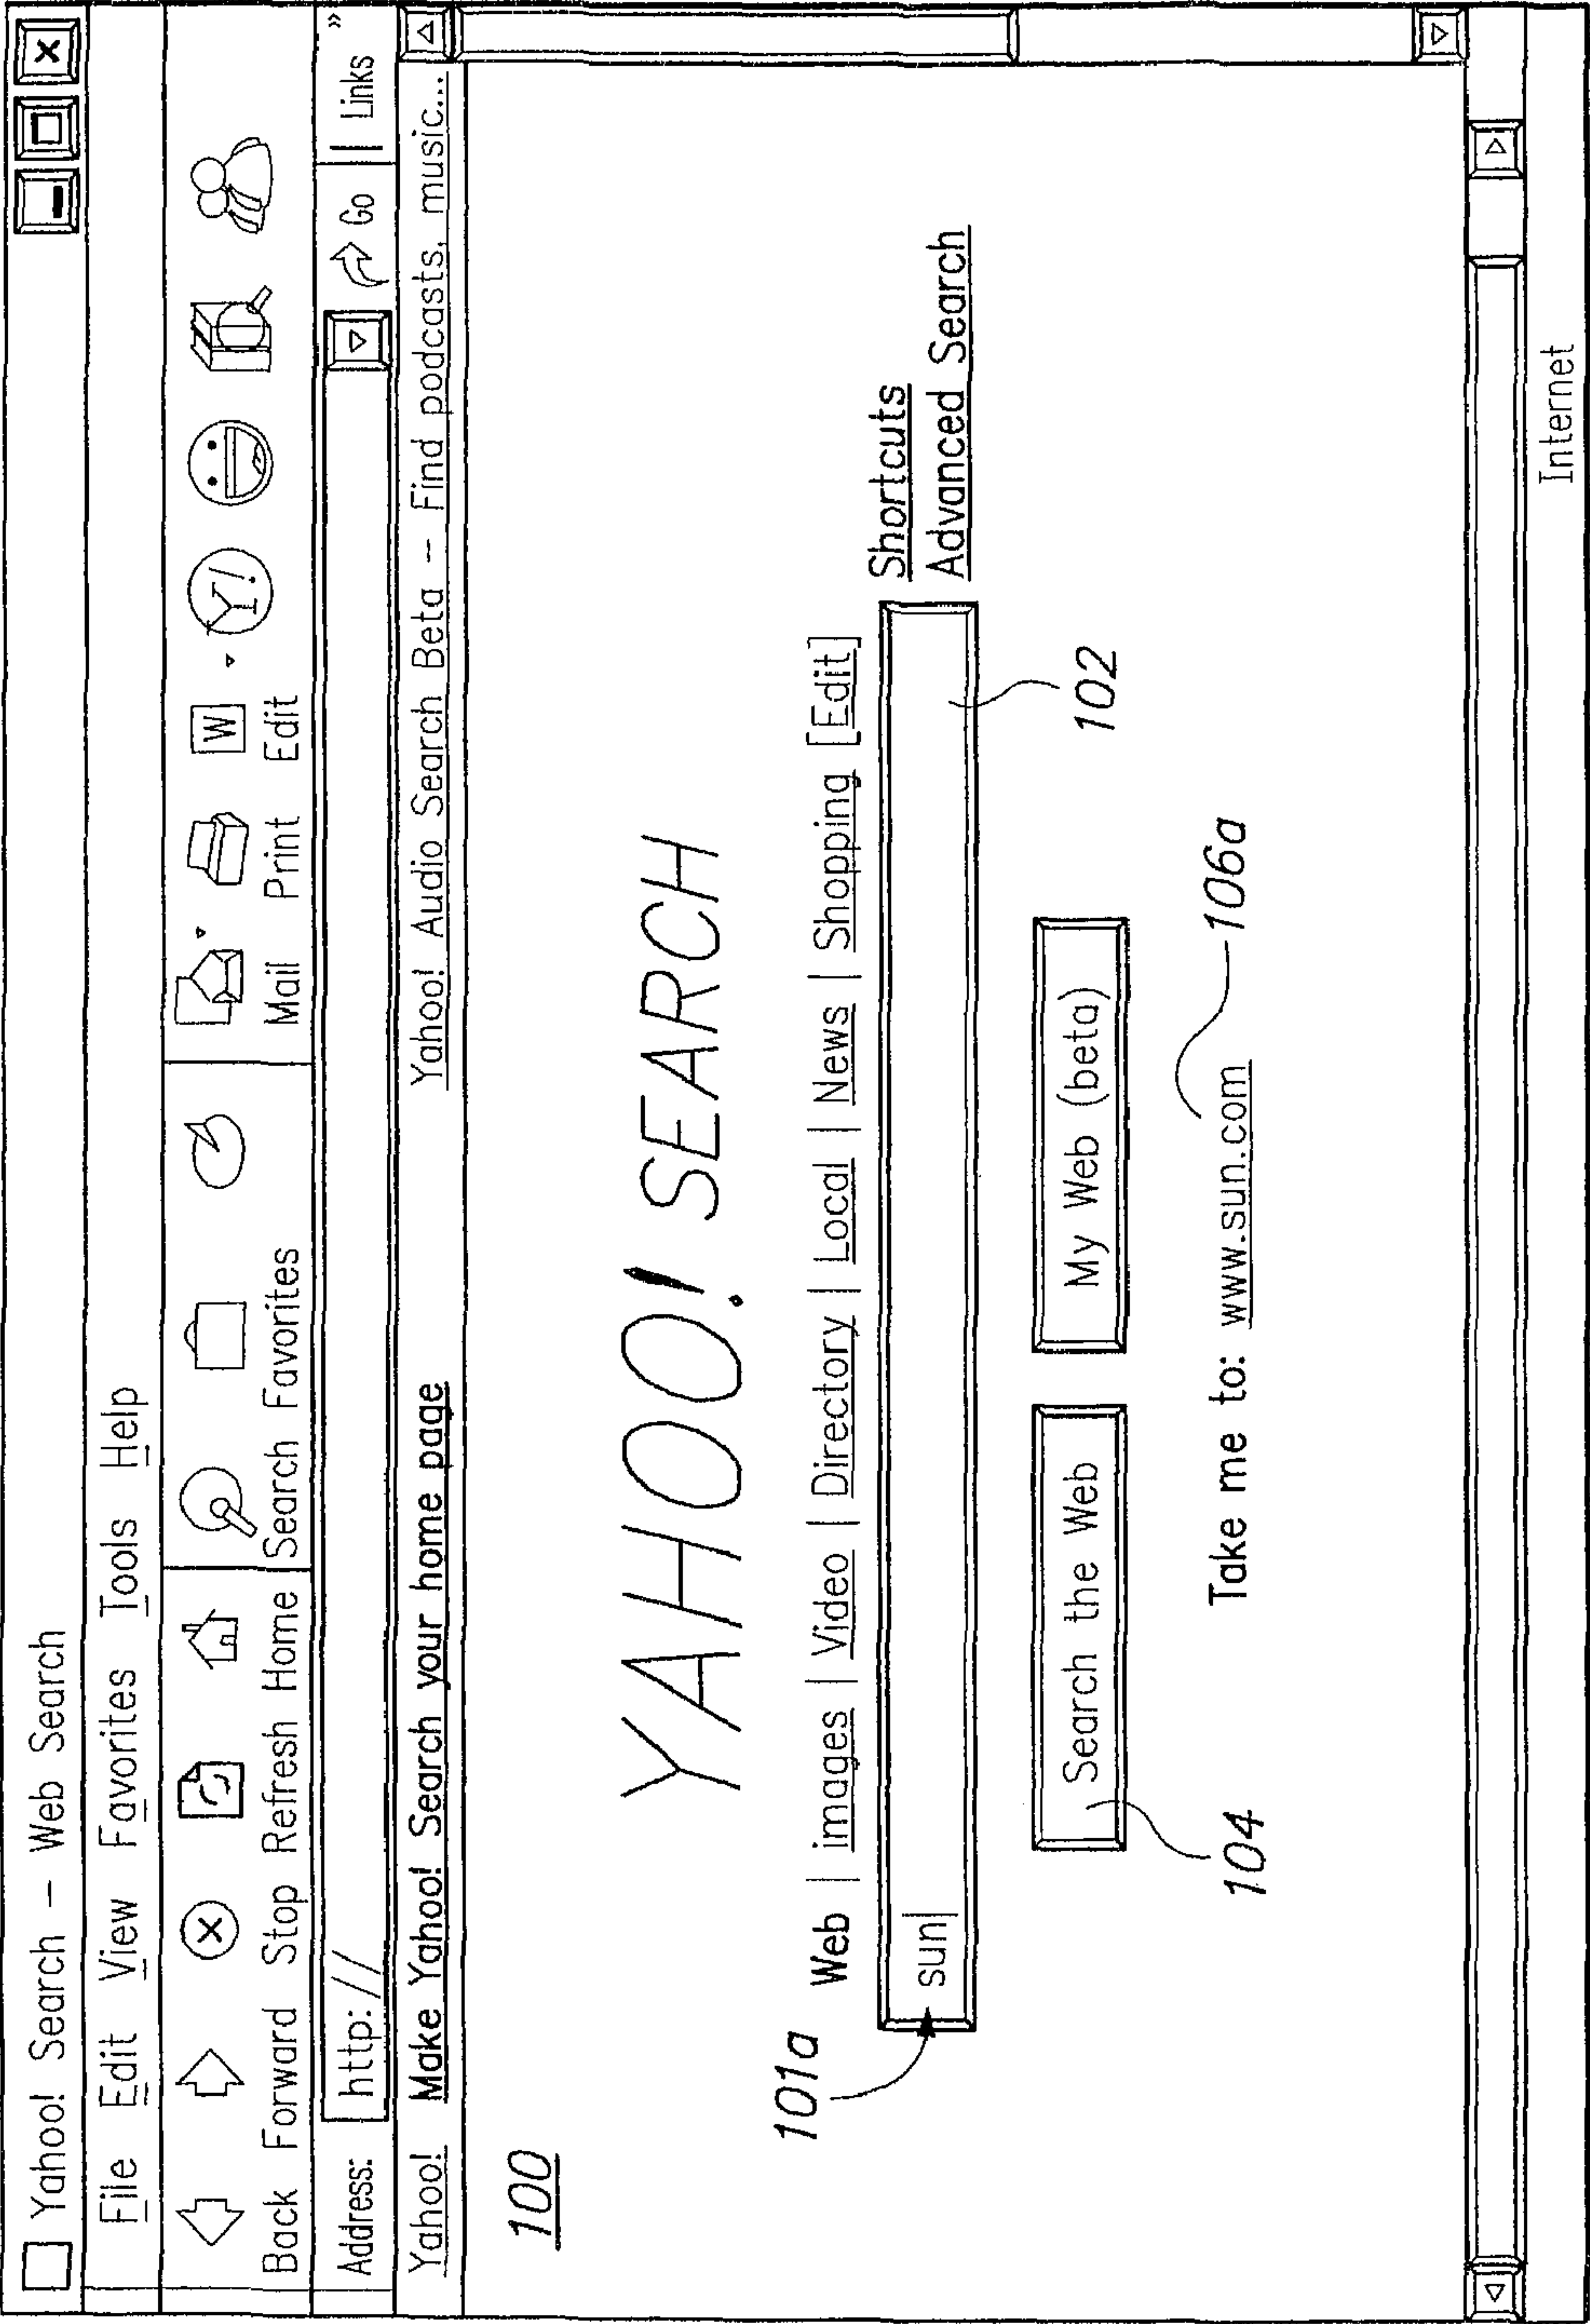 Yahoo! Search – Web Search
File Edit View Favorites Tools Help
Back Forward Stop Refresh Home Search Favorites Mail Print Edit
W Y!
Address: http:// Go Links »
Yahoo! Make Yahoo! Search your home page Yahoo! Audio Search Beta -- Find podcasts, music...
100
YAHOO! SEARCH
101a
Web | Images | Video | Directory | Local | News | Shopping [Edit]
sun
Shortcuts
Advanced Search
102
Search the Web My Web (beta)
104
Take me to: www.sun.com
106a
Internet